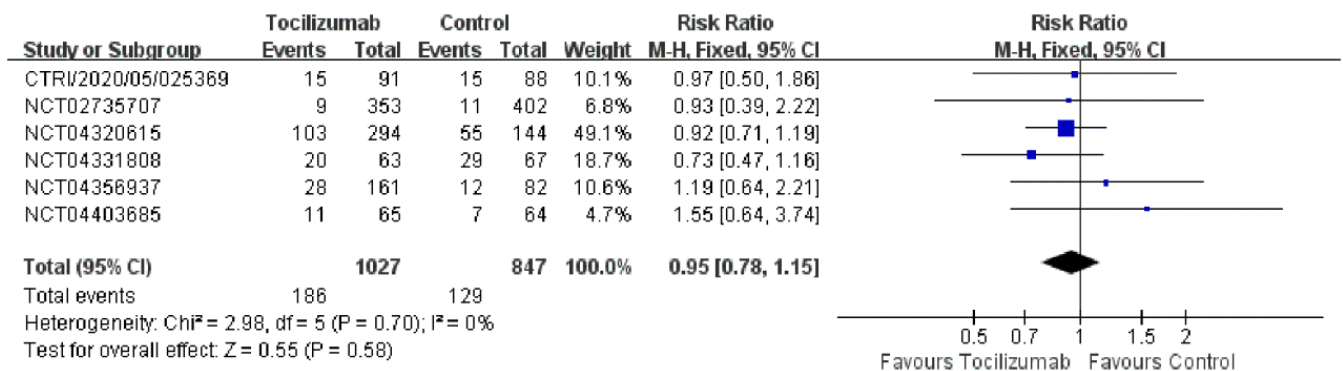 Tocilizumab Control Risk Ratio Risk Ratio
Study or Subgroup Events Total Events Total Weight M-H, Fixed, 95% CI M-H, Fixed, 95% CI
CTRI/2020/05/025369 15 91 15 88 10.1% 0.97 [0.50, 1.86]
NCT02735707 9 353 11 402 6.8% 0.93 [0.39, 2.22]
NCT04320615 103 294 55 144 49.1% 0.92 [0.71, 1.19]
NCT04331808 20 63 29 67 18.7% 0.73 [0.47, 1.16]
NCT04356937 28 161 12 82 10.6% 1.19 [0.64, 2.21]
NCT04403685 11 65 7 64 4.7% 1.55 [0.64, 3.74]
Total (95% CI) 1027 847 100.0% 0.95 [0.78, 1.15]
Total events 186 129
Heterogeneity: Chi² = 2.98, df = 5 (P = 0.70); I² = 0%
Test for overall effect: Z = 0.55 (P = 0.58)
0.5 0.7 1 1.5 2
Favours Tocilizumab Favours Control